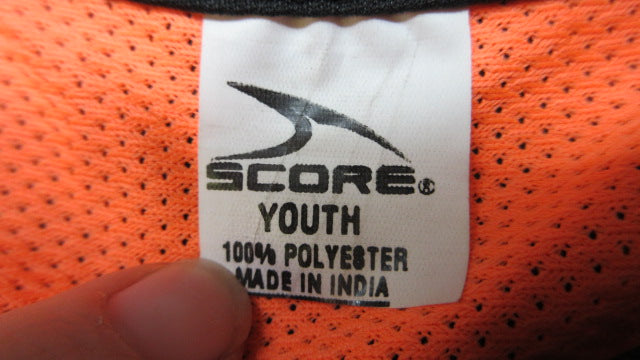 SCORE®
YOUTH
100% POLYESTER
MADE IN INDIA